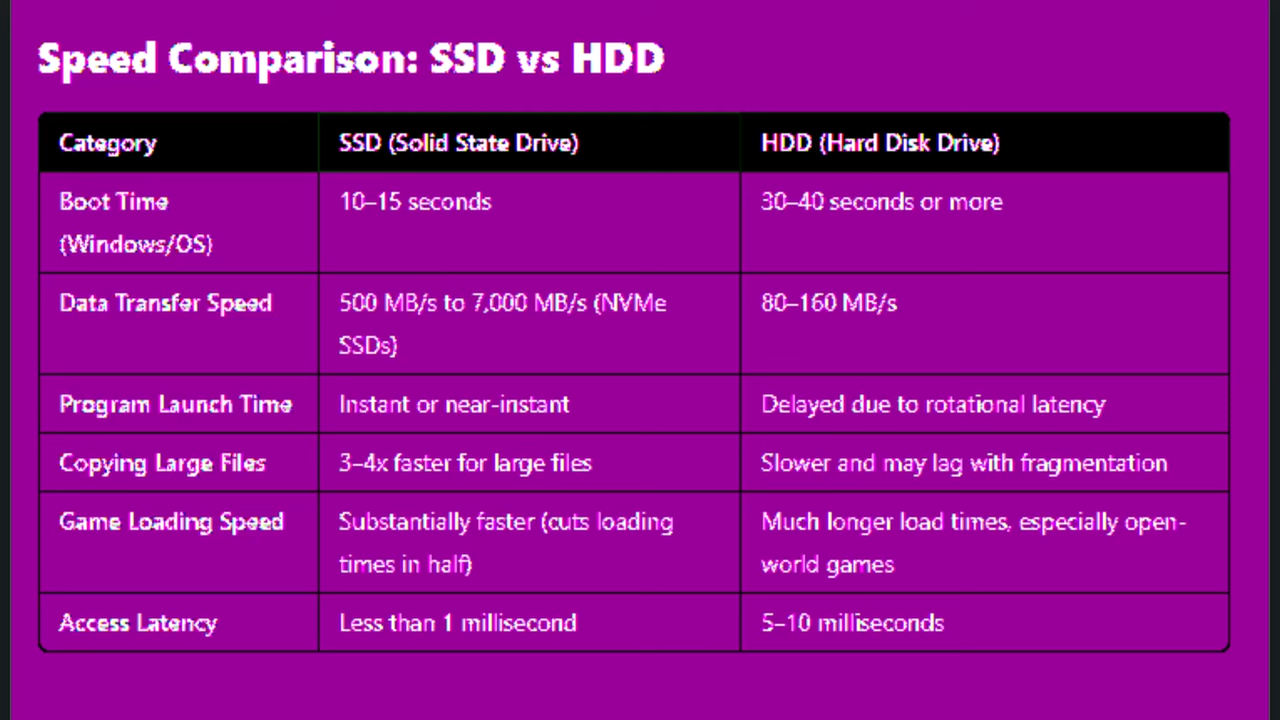 Speed Comparison: SSD vs HDD
Category SSD (Solid State Drive) HDD (Hard Disk Drive)
Boot Time 10–15 seconds 30–40 seconds or more
(Windows/OS)
Data Transfer Speed 500 MB/s to 7,000 MB/s (NVMe 80–160 MB/s
SSDs)
Program Launch Time Instant or near-instant Delayed due to rotational latency
Copying Large Files 3–4x faster for large files Slower and may lag with fragmentation
Game Loading Speed Substantially faster (cuts loading Much longer load times, especially open-
times in half) world games
Access Latency Less than 1 millisecond 5–10 milliseconds